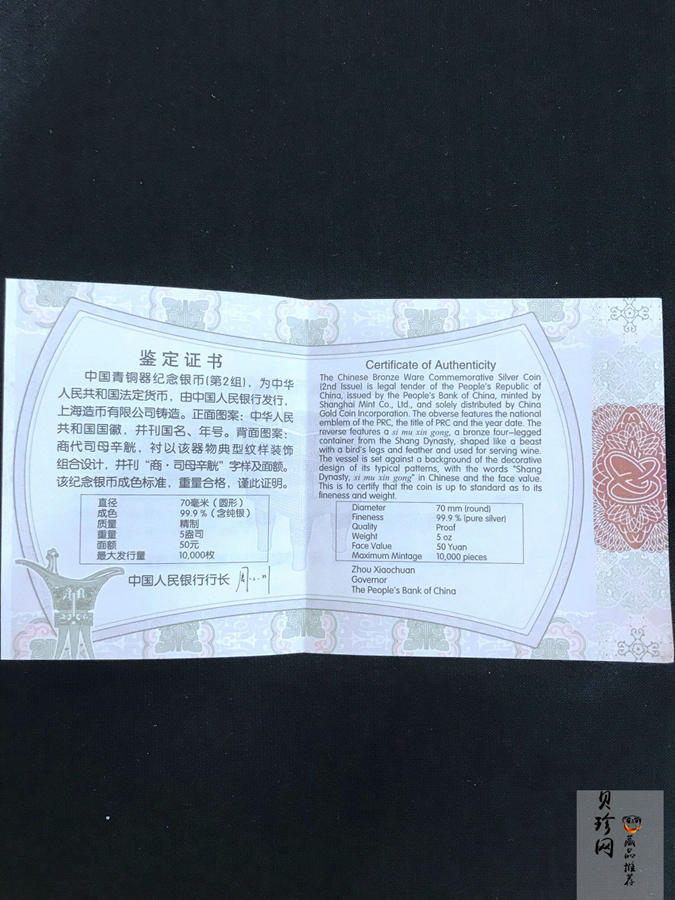 鉴定证书
中国青铜器纪念银币(第2组)，为中华
人民共和国法定货币，由中国人民银行发行，
上海造币有限公司铸造。正面图案：中华人民
共和国国徽，并刊国名、年号。背面图案：
商代司母辛觥，衬以该器物典型纹样装饰
组合设计，并刊“商·司母辛觥”字样及面额。
该纪念银币成色标准，重量合格，谨此证明。
直径 70毫米（圆形）
成色 99.9%（含纯银）
质量 精制
重量 5盎司
面额 50元
最大发行量 10,000枚
中国人民银行行长
Certificate of Authenticity
The Chinese Bronze Ware Commemorative Silver Coin
(2nd Issue) is legal tender of the People's Republic of
China, issued by the People's Bank of China, minted by
Shanghai Mint Co., Ltd., and solely distributed by China
Gold Coin Incorporation. The obverse features the national
emblem of the PRC, the title of PRC and the year date. The
reverse features a si mu xin gong, a bronze four-legged
container from the Shang Dynasty, shaped like a beast
with a bird's legs and feather and used for serving wine.
The vessel is set against a background of the decorative
design of its typical patterns, with the words "Shang
Dynasty, si mu xin gong" in Chinese and the face value.
This is to certify that the coin is up to standard as to its
fineness and weight.
Diameter 70 mm (round)
Fineness 99.9 % (pure silver)
Quality Proof
Weight 5 oz
Face Value 50 Yuan
Maximum Mintage 10,000 pieces
Zhou Xiaochuan
Governor
The People's Bank of China
贝珍网
藏品推荐